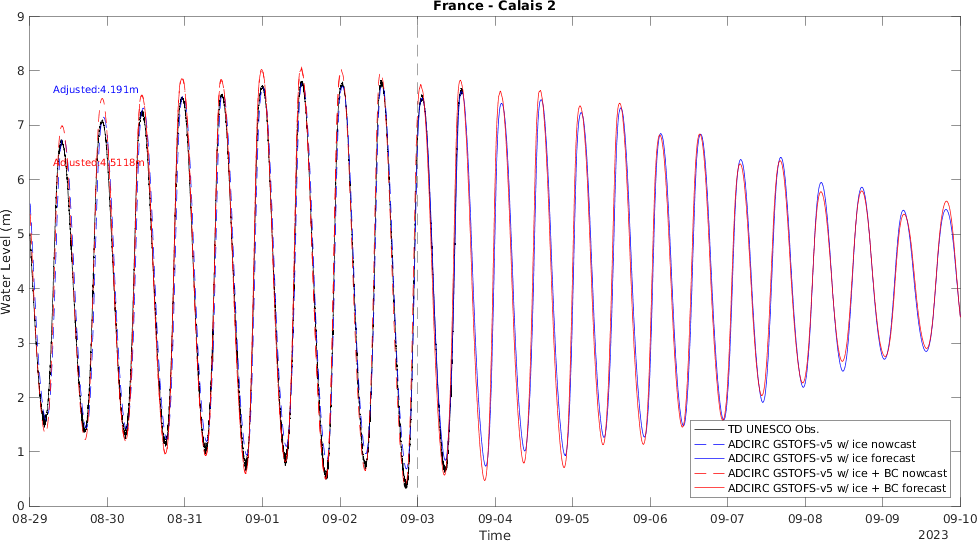 France - Calais 2
9
8
7
6
5
4
3
2
1
0
Water Level (m)
Adjusted:4.191m
Adjusted:4.5118m
TD UNESCO Obs.
ADCIRC GSTOFS-v5 w/ ice nowcast
ADCIRC GSTOFS-v5 w/ ice forecast
ADCIRC GSTOFS-v5 w/ ice + BC nowcast
ADCIRC GSTOFS-v5 w/ ice + BC forecast
08-29 08-30 08-31 09-01 09-02 09-03 09-04 09-05 09-06 09-07 09-08 09-09 09-10
Time
2023